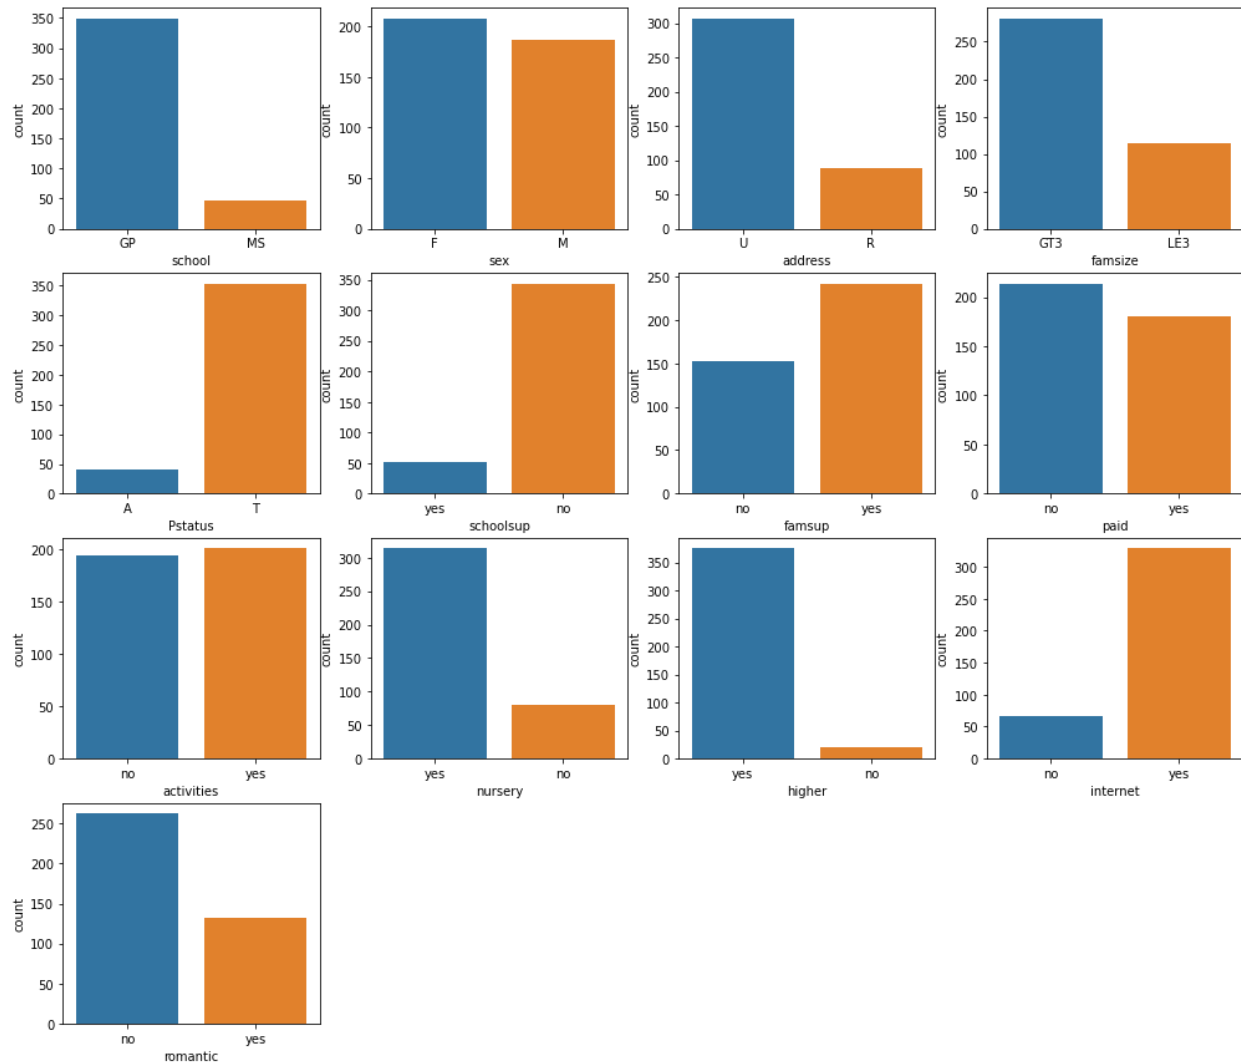 count
350
300
250
200
150
100
50
0
GP MS
school
count
200
150
100
50
0
F M
sex
count
300
250
200
150
100
50
0
U R
address
count
250
200
150
100
50
0
GT3 LE3
famsize
count
350
300
250
200
150
100
50
0
A T
Pstatus
count
350
300
250
200
150
100
50
0
yes no
schoolsup
count
250
200
150
100
50
0
no yes
famsup
count
200
150
100
50
0
no yes
paid
count
200
150
100
50
0
no yes
activities
count
300
250
200
150
100
50
0
yes no
nursery
count
350
300
250
200
150
100
50
0
yes no
higher
count
300
250
200
150
100
50
0
no yes
internet
count
250
200
150
100
50
0
no yes
romantic